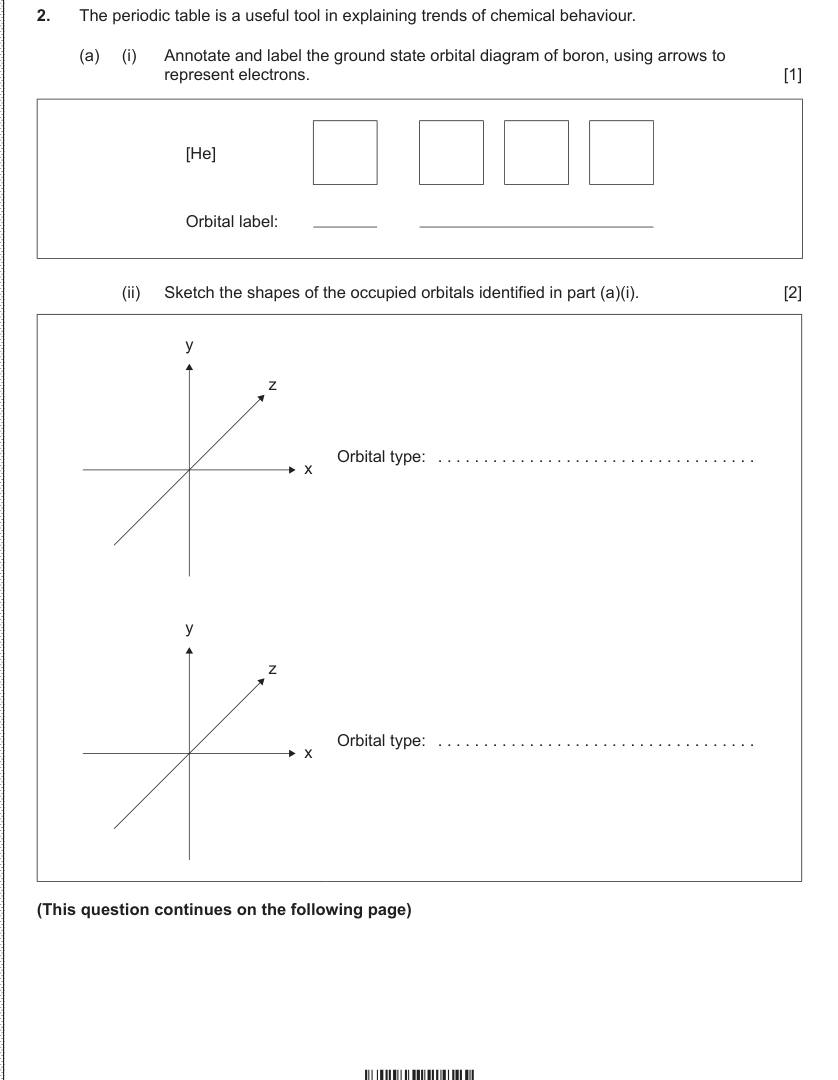 2. The periodic table is a useful tool in explaining trends of chemical behaviour.
(a) (i) Annotate and label the ground state orbital diagram of boron, using arrows to
represent electrons. [1]
[He]
Orbital label:
(ii) Sketch the shapes of the occupied orbitals identified in part (a)(i). [2]
y
z
x
Orbital type: . . . . . . . . . . . . . . . . . . . . . . . . . . . . . . . . . . .
y
z
x
Orbital type: . . . . . . . . . . . . . . . . . . . . . . . . . . . . . . . . . . .
(This question continues on the following page)